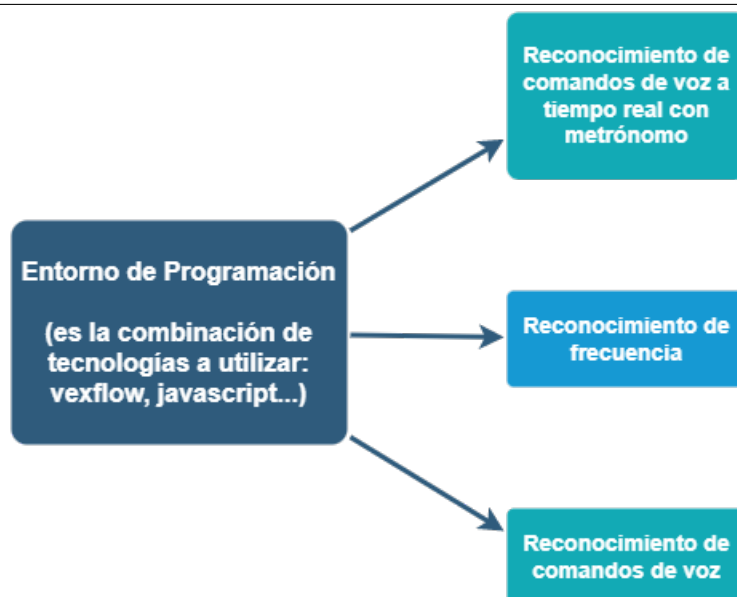 Reconocimiento de
comandos de voz a
tiempo real con
metrónomo
Entorno de Programación
(es la combinación de
tecnologías a utilizar:
vexflow, javascript...)
Reconocimiento de
frecuencia
Reconocimiento de
comandos de voz